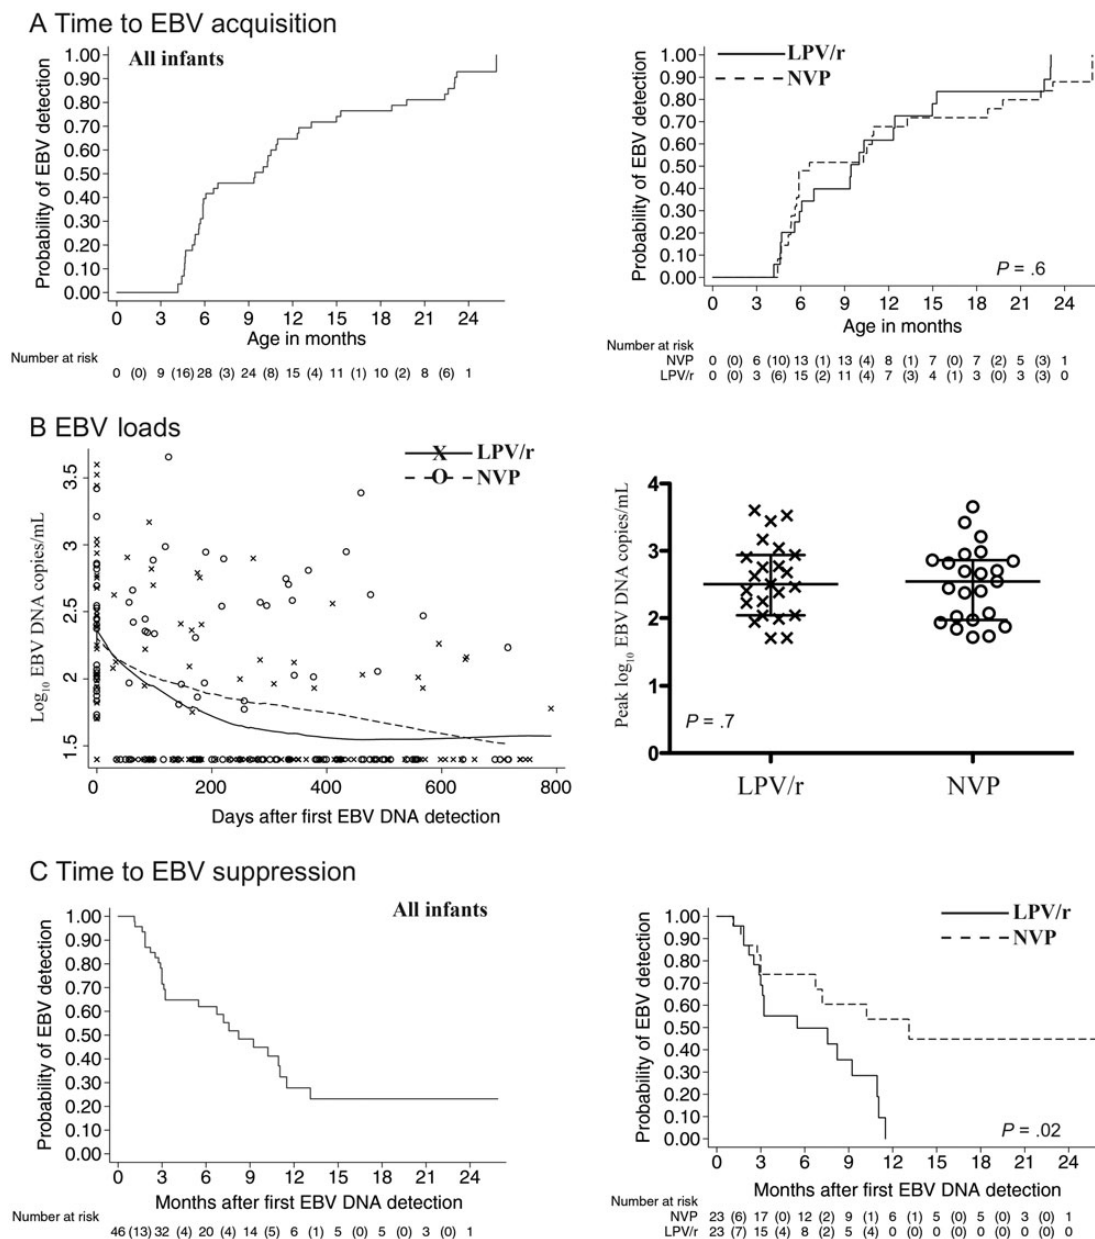 A Time to EBV acquisition
All infants
Probability of EBV detection
1.00
0.90
0.80
0.70
0.60
0.50
0.40
0.30
0.20
0.10
0.00
0 3 6 9 12 15 18 21 24
Age in months
Number at risk
0 (0) 9 (16) 28 (3) 24 (8) 15 (4) 11 (1) 10 (2) 8 (6) 1
LPV/r
NVP
Probability of EBV detection
1.00
0.90
0.80
0.70
0.60
0.50
0.40
0.30
0.20
0.10
0.00
P = .6
0 3 6 9 12 15 18 21 24
Age in months
Number at risk
NVP 0 (0) 6 (10) 13 (1) 13 (4) 8 (1) 7 (0) 7 (2) 5 (3) 1
LPV/r 0 (0) 3 (6) 15 (2) 11 (4) 7 (3) 4 (1) 3 (0) 3 (3) 0
B EBV loads
X LPV/r
O NVP
Log10 EBV DNA copies/mL
3.5
3
2.5
2
1.5
0 200 400 600 800
Days after first EBV DNA detection
Peak log10 EBV DNA copies/mL
4
3
2
1
0
P = .7
LPV/r NVP
C Time to EBV suppression
All infants
Probability of EBV detection
1.00
0.90
0.80
0.70
0.60
0.50
0.40
0.30
0.20
0.10
0.00
0 3 6 9 12 15 18 21 24
Months after first EBV DNA detection
Number at risk
46 (13) 32 (4) 20 (4) 14 (5) 6 (1) 5 (0) 5 (0) 3 (0) 1
LPV/r
NVP
Probability of EBV detection
1.00
0.90
0.80
0.70
0.60
0.50
0.40
0.30
0.20
0.10
0.00
P = .02
0 3 6 9 12 15 18 21 24
Months after first EBV DNA detection
Number at risk
NVP 23 (6) 17 (0) 12 (2) 9 (1) 6 (1) 5 (0) 5 (0) 3 (0) 1
LPV/r 23 (7) 15 (4) 8 (2) 5 (4) 0 (0) 0 (0) 0 (0) 0 (0) 0